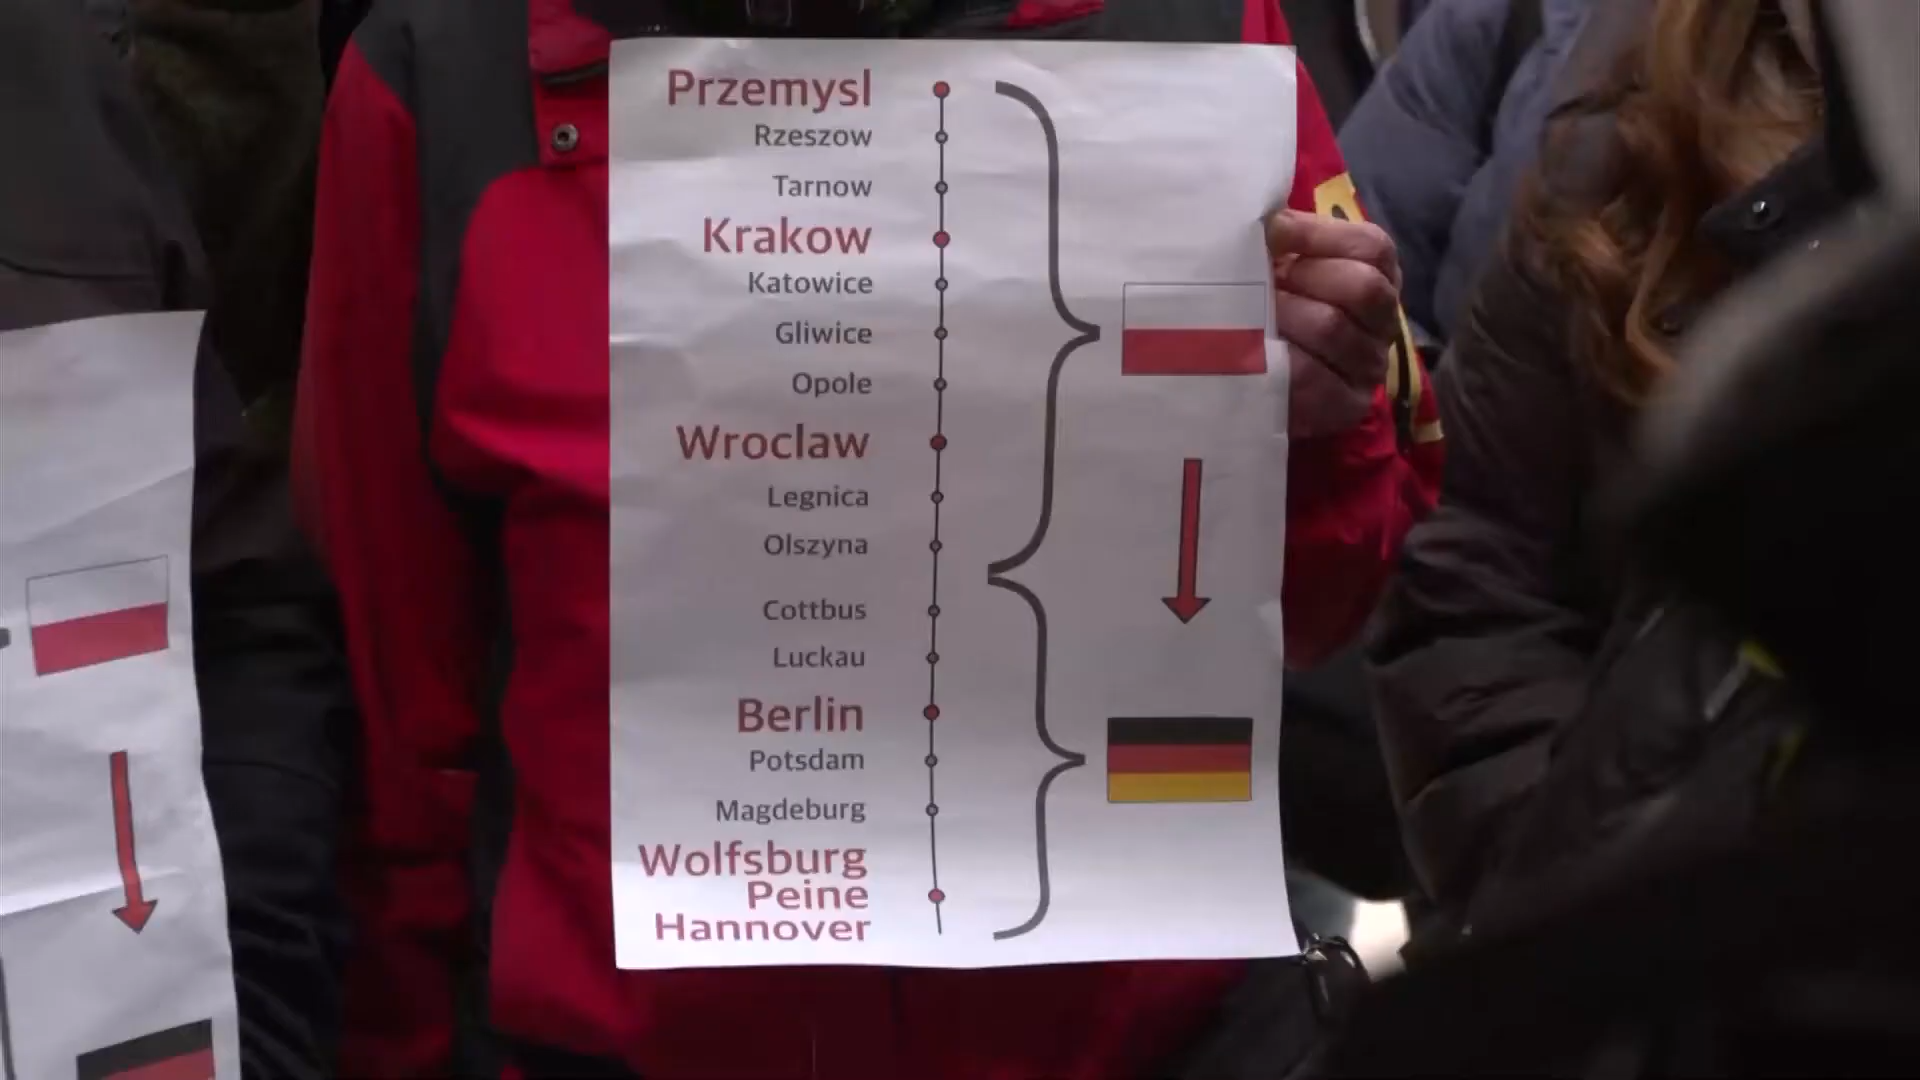 Przemysl
Rzeszow
Tarnow
Krakow
Katowice
Gliwice
Opole
Wroclaw
Legnica
Olszyna
Cottbus
Luckau
Berlin
Potsdam
Magdeburg
Wolfsburg
Peine
Hannover